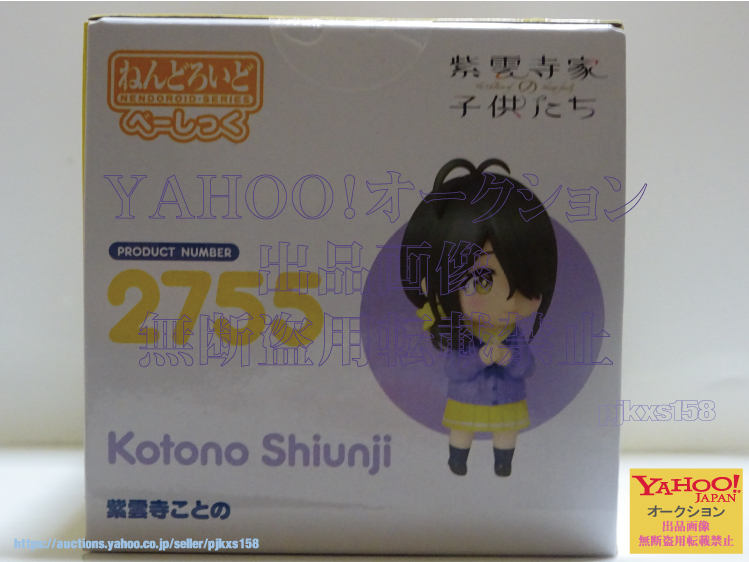 ねんどろいど
NENDOROID·SERIES
べーしっく
紫雲寺家
の
子供たち
YAHOO!オークション
PRODUCT NUMBER
出品画像
2755
無断盗用転載禁止
pjkxs158
Kotono Shiunji
紫雲寺ことの
YAHOO!
JAPAN
オークション
出品画像
無断盗用転載禁止
https://auctions.yahoo.co.jp/seller/pjkxs158